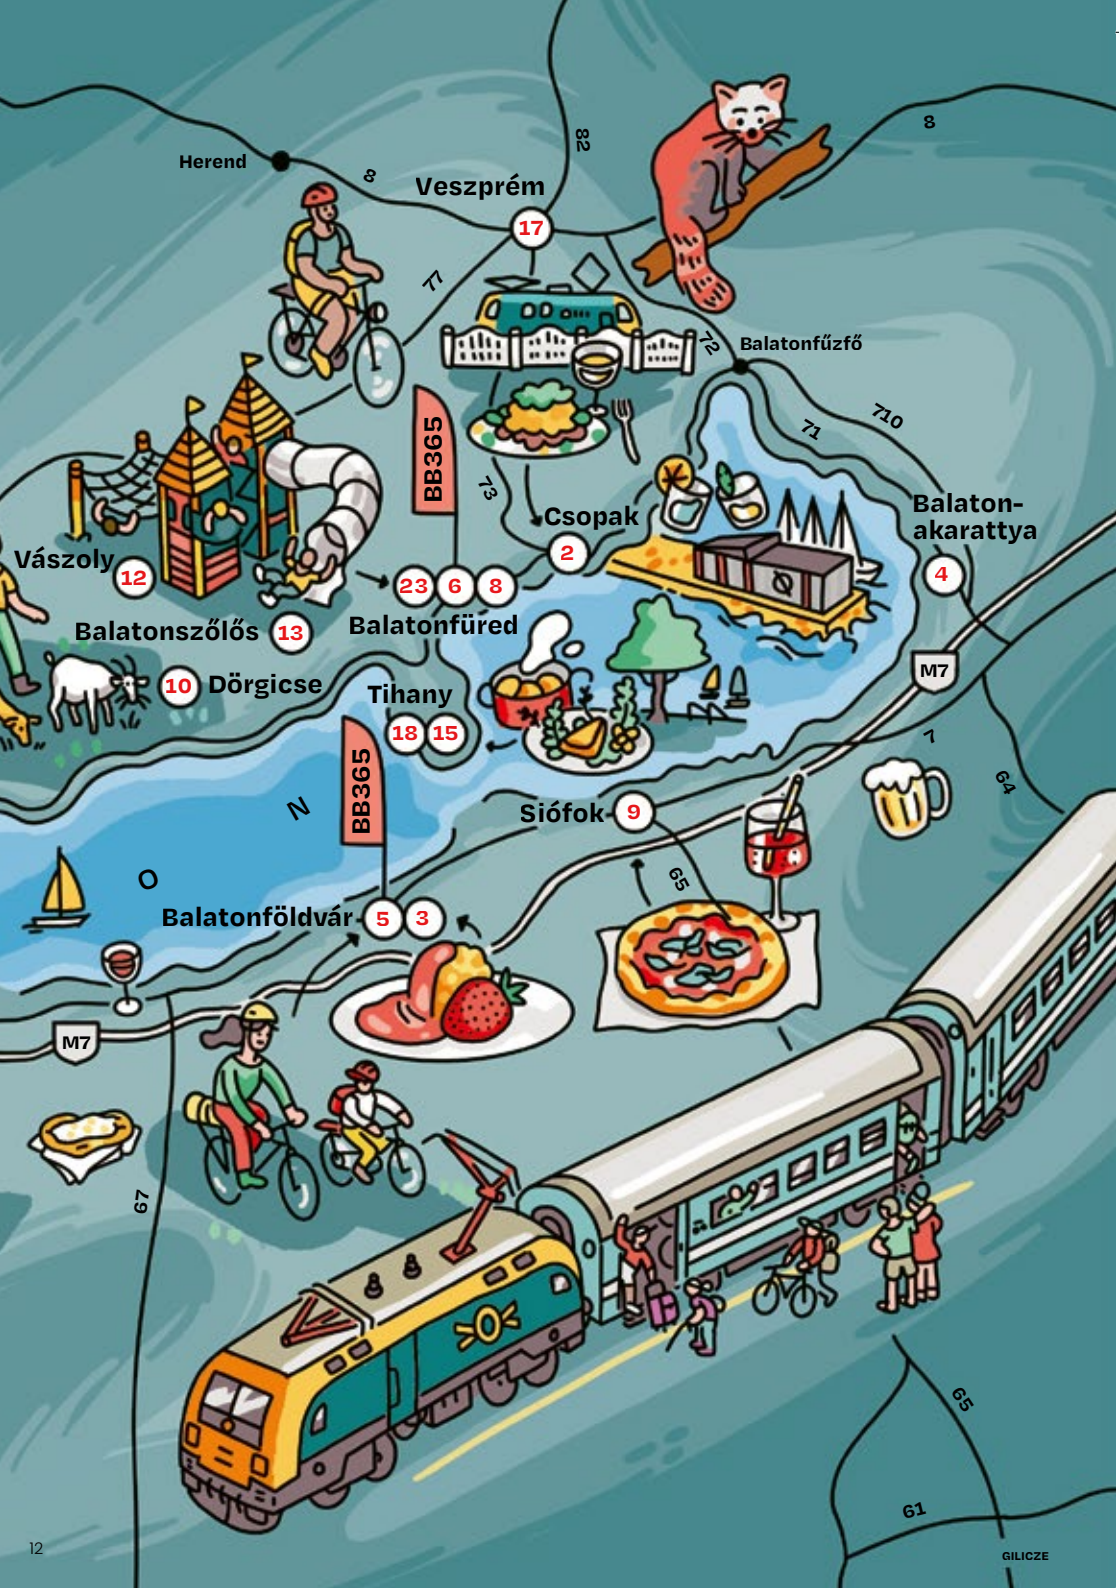 82
8
Herend
8
Veszprém
17
77
72
Balatonfűzfő
710
71
BB365
73
Csopak
2
Balaton-
akarattya
4
Vászoly
12
23 6 8
Balatonfüred
Balatonszőlős 13
10 Dörgicse
Tihany
18 15
M7
7
64
BB365
N
Siófok 9
O
65
Balatonföldvár 5 3
M7
67
65
61
12
GILICZE